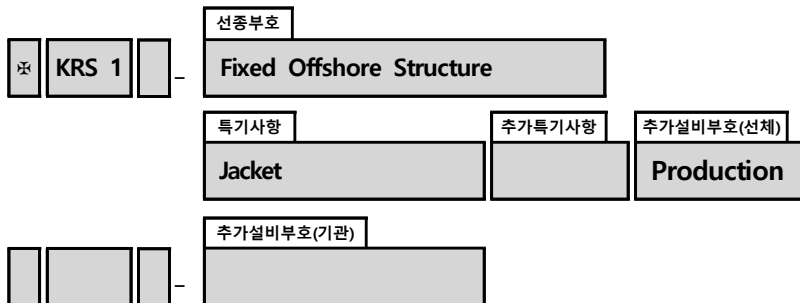 선종부호
✠ KRS 1 – Fixed Offshore Structure
특기사항 추가특기사항 추가설비부호(선체)
Jacket Production
추가설비부호(기관)
–